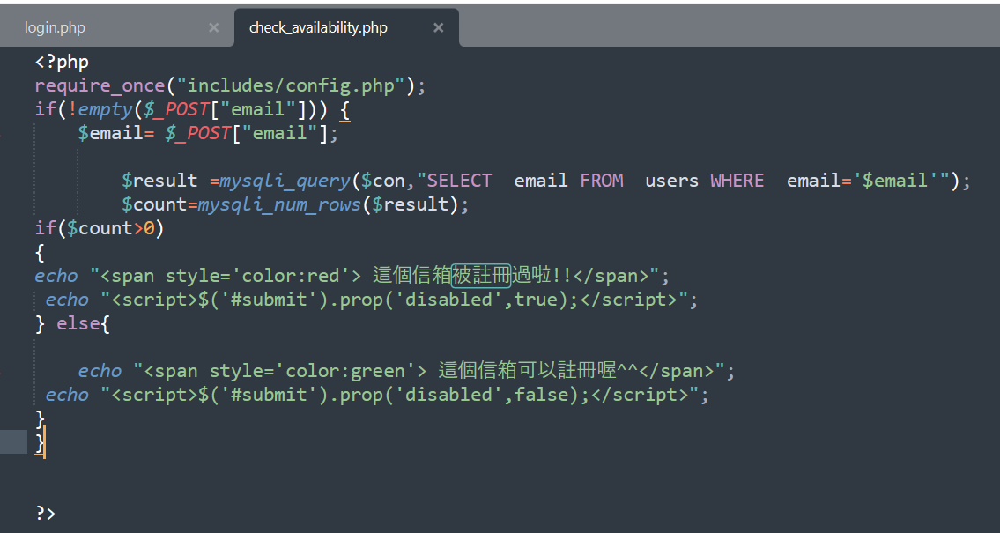 login.php × check_availability.php ×
<?php
require_once("includes/config.php");
if(!empty($_POST["email"])) {
$email= $_POST["email"];
$result =mysqli_query($con,"SELECT  email FROM  users WHERE  email='$email'");
$count=mysqli_num_rows($result);
if($count>0)
{
echo "<span style='color:red'> 這個信箱被註冊過啦!!</span>";
echo "<script>$('#submit').prop('disabled',true);</script>";
} else{
echo "<span style='color:green'> 這個信箱可以註冊喔^^</span>";
echo "<script>$('#submit').prop('disabled',false);</script>";
}
}
?>